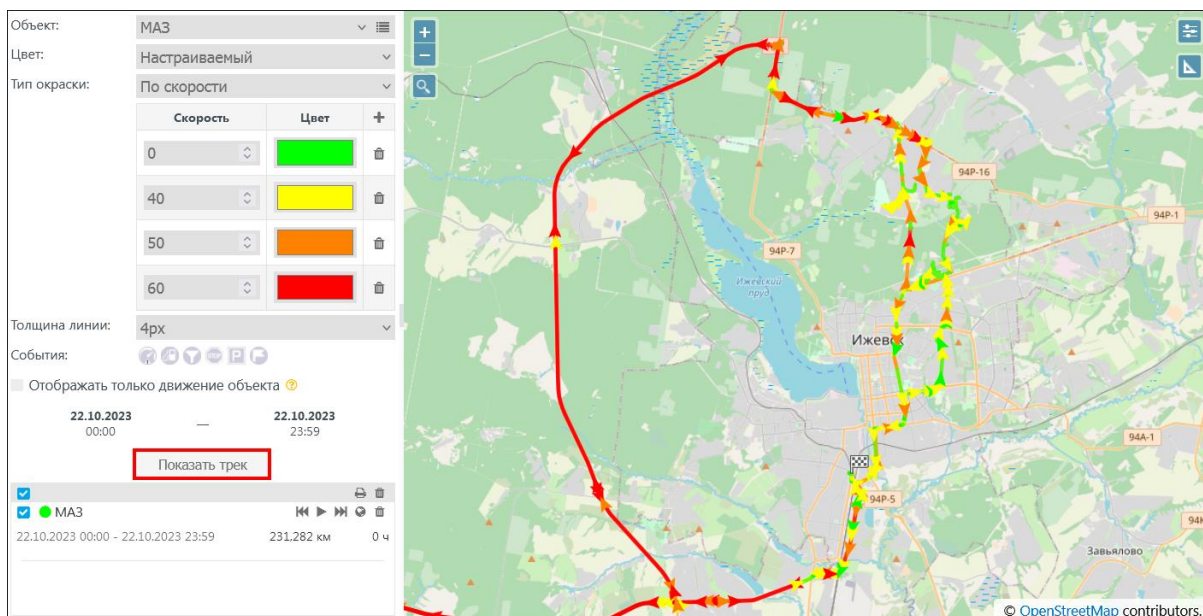 Объект: МАЗ
Цвет: Настраиваемый
Тип окраски: По скорости
Скорость Цвет +
0
40
50
60
Толщина линии: 4px
События:
STOP P
Отображать только движение объекта ?
22.10.2023 — 22.10.2023
00:00 23:59
Показать трек
МАЗ
22.10.2023 00:00 - 22.10.2023 23:59 231,282 км 0 ч
+
−
94Р-16
94Р-1
94Р-7
Ижевский
пруд
Ижевск
94А-1
94Р-5
Завьялово
© OpenStreetMap contributors.